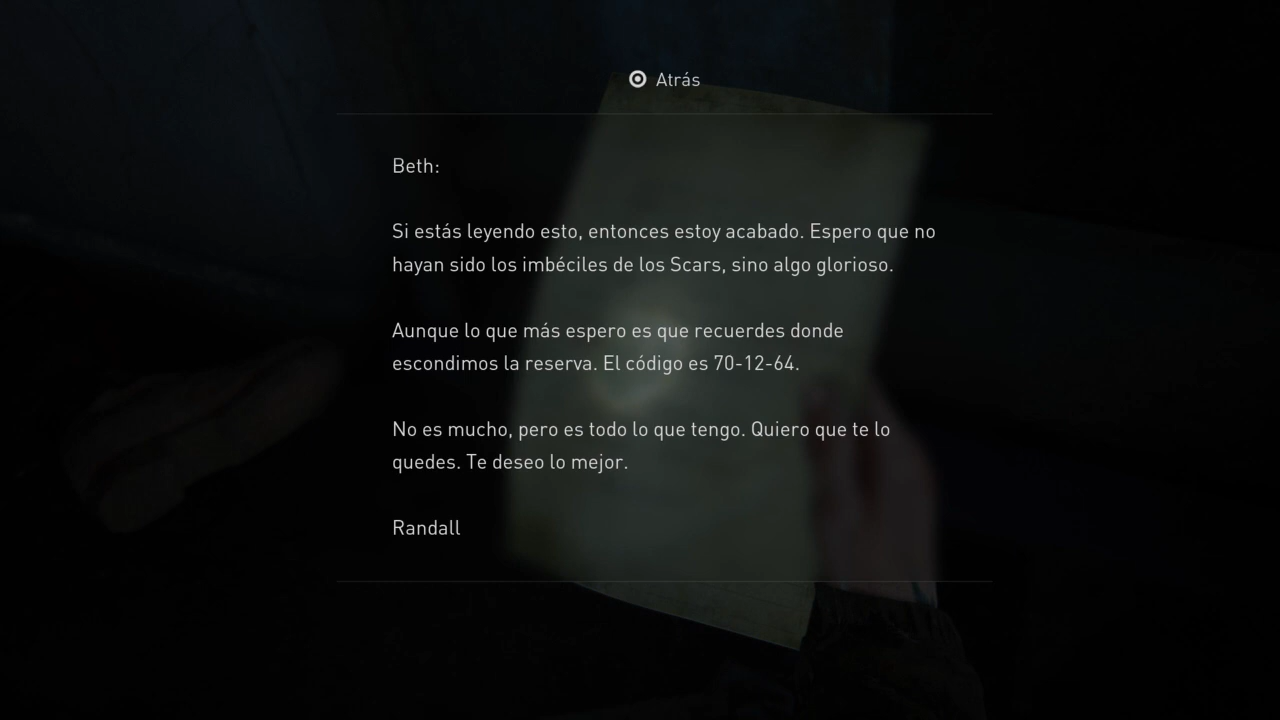 Atrás
Beth:
Si estás leyendo esto, entonces estoy acabado. Espero que no
hayan sido los imbéciles de los Scars, sino algo glorioso.
Aunque lo que más espero es que recuerdes donde
escondimos la reserva. El código es 70-12-64.
No es mucho, pero es todo lo que tengo. Quiero que te lo
quedes. Te deseo lo mejor.
Randall